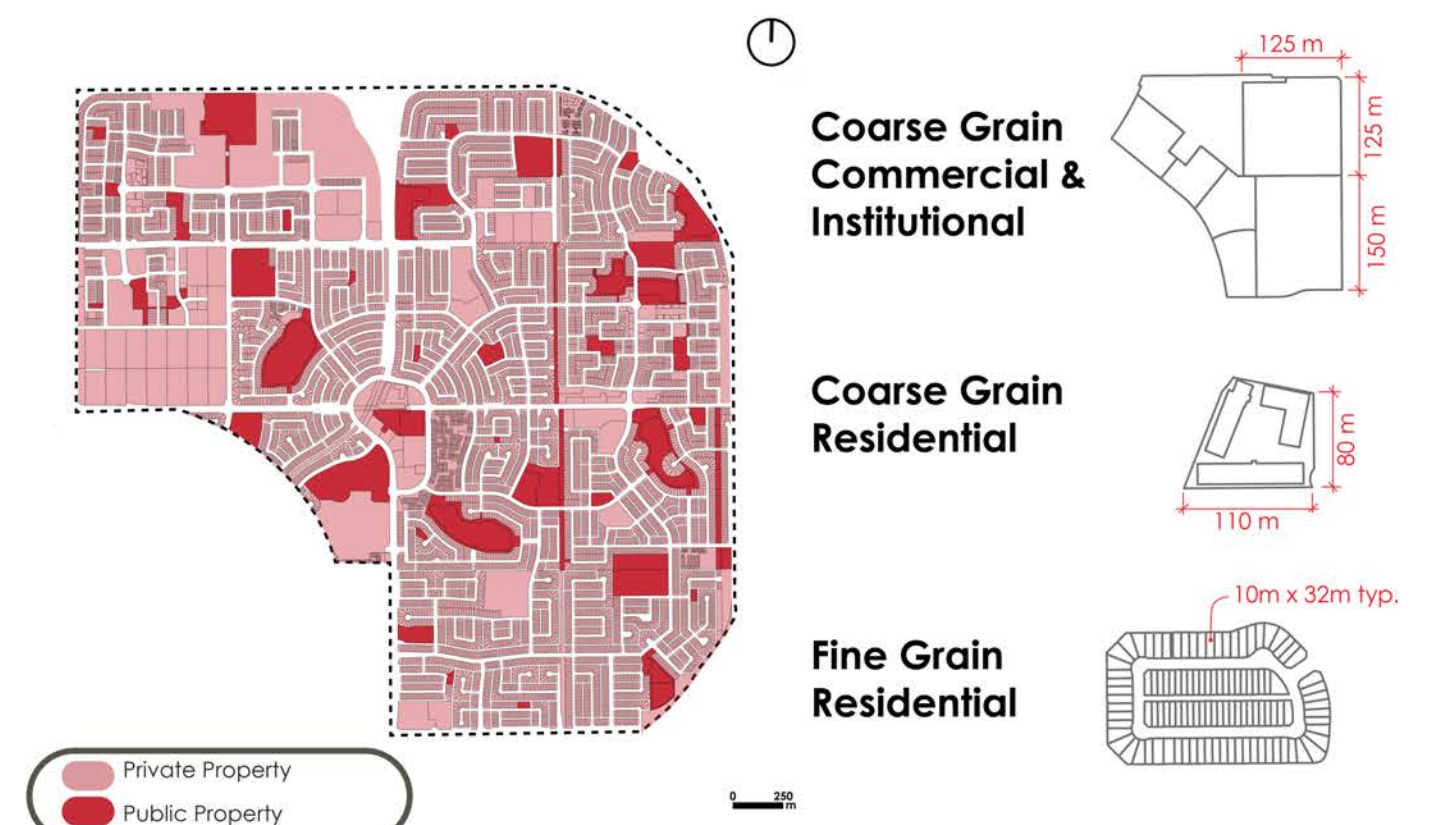 Coarse Grain
Commercial &
Institutional
125 m
125 m
150 m
Coarse Grain
Residential
80 m
110 m
Fine Grain
Residential
10m x 32m typ.
Private Property
Public Property
0 250
m